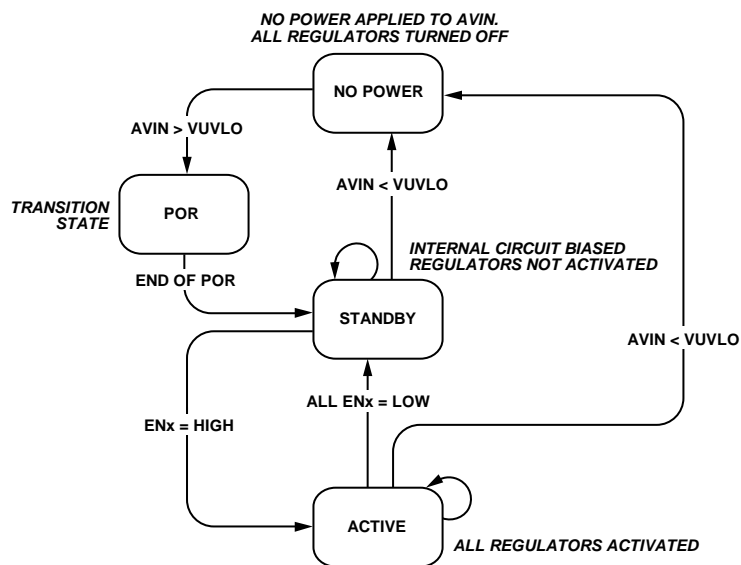 NO POWER APPLIED TO AVIN.
ALL REGULATORS TURNED OFF
NO POWER
AVIN > VUVLO
AVIN < VUVLO
TRANSITION
STATE
POR
INTERNAL CIRCUIT BIASED
REGULATORS NOT ACTIVATED
END OF POR
STANDBY
AVIN < VUVLO
ALL ENx = LOW
ENx = HIGH
ACTIVE
ALL REGULATORS ACTIVATED